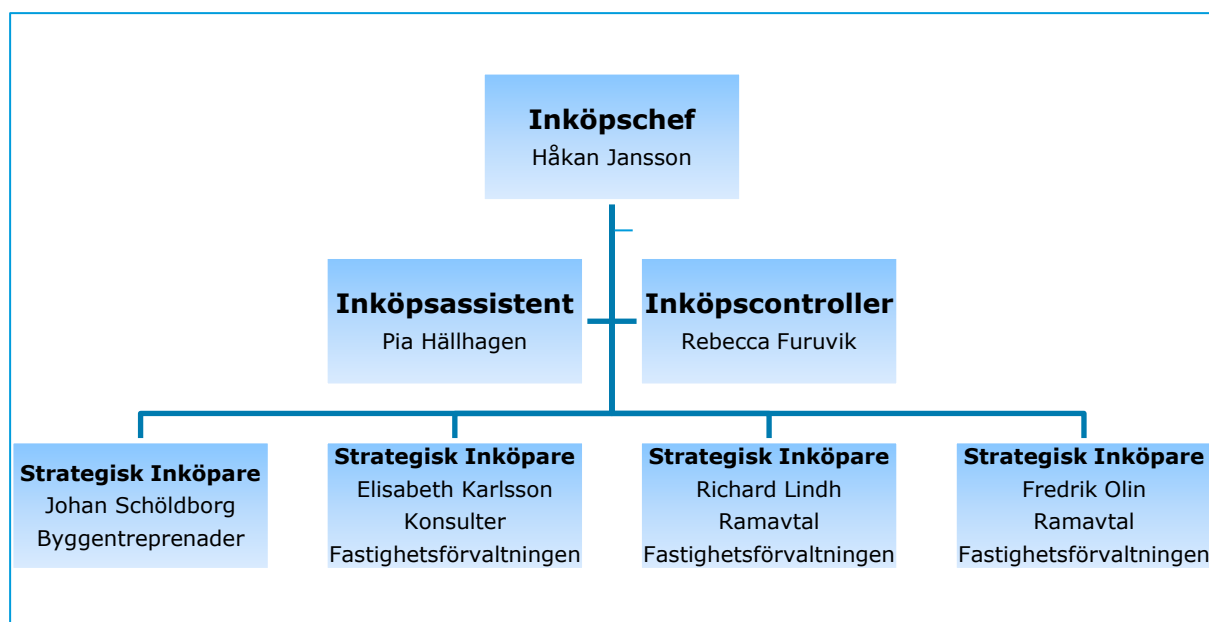 Inköpschef
Håkan Jansson
Inköpsassistent
Pia Hällhagen
Inköpscontroller
Rebecca Furuvik
Strategisk Inköpare
Johan Schöldborg
Byggentreprenader
Strategisk Inköpare
Elisabeth Karlsson
Konsulter
Fastighetsförvaltningen
Strategisk Inköpare
Richard Lindh
Ramavtal
Fastighetsförvaltningen
Strategisk Inköpare
Fredrik Olin
Ramavtal
Fastighetsförvaltningen